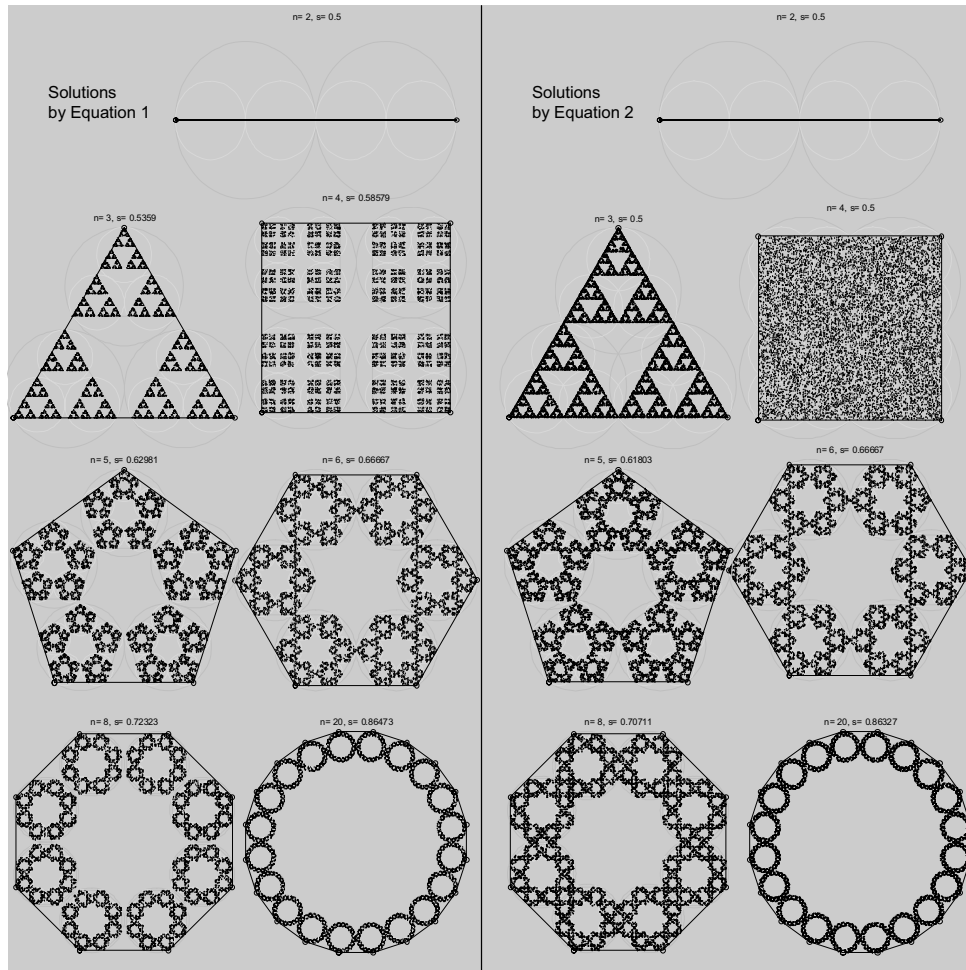 n= 2, s= 0.5
Solutions
by Equation 1
n= 3, s= 0.5359
n= 4, s= 0.58579
n= 5, s= 0.62981
n= 6, s= 0.66667
n= 8, s= 0.72323
n= 20, s= 0.86473
n= 2, s= 0.5
Solutions
by Equation 2
n= 3, s= 0.5
n= 4, s= 0.5
n= 5, s= 0.61803
n= 6, s= 0.66667
n= 8, s= 0.70711
n= 20, s= 0.86327